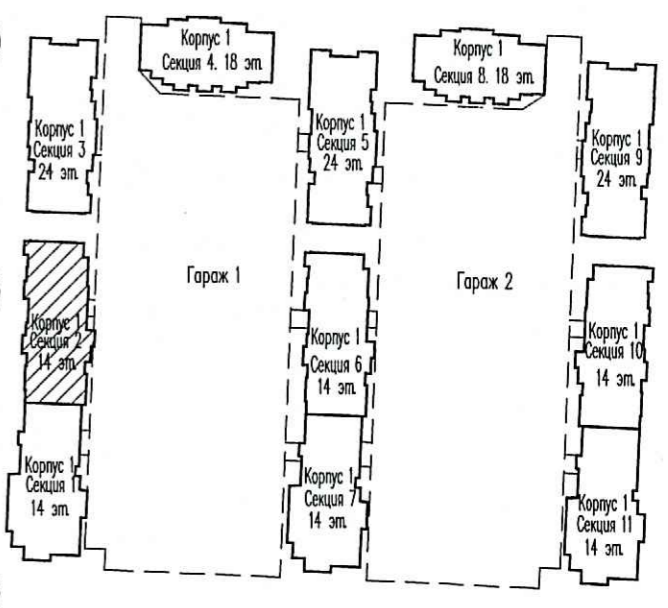 Корпус 1
Секция 4. 18 эт.
Корпус 1
Секция 8. 18 эт.
Корпус 1
Секция 3
24 эт.
Корпус 1
Секция 5
24 эт.
Корпус 1
Секция 9
24 эт.
Гараж 1
Гараж 2
Корпус 1
Секция 2
14 эт.
Корпус 1
Секция 6
14 эт.
Корпус 1
Секция 10
14 эт.
Корпус 1
Секция 1
14 эт.
Корпус 1
Секция 7
14 эт.
Корпус 1
Секция 11
14 эт.